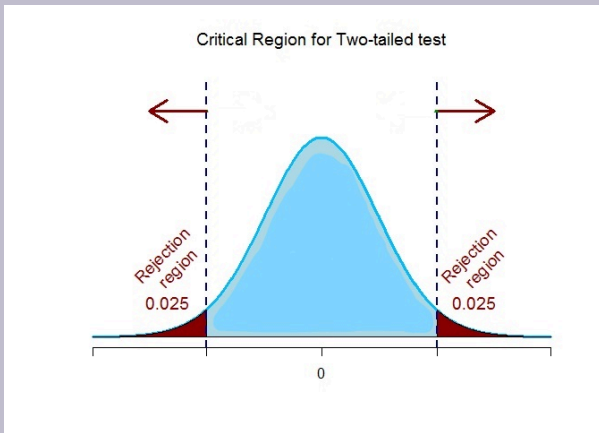 Critical Region for Two-tailed test
Rejection
region
0.025
Rejection
region
0.025
0